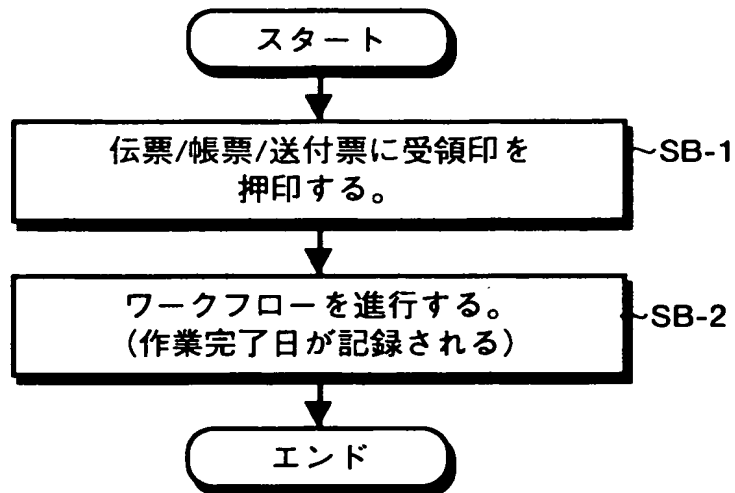 スタート
伝票/帳票/送付票に受領印を
押印する。
SB-1
ワークフローを進行する。
(作業完了日が記録される)
SB-2
エンド